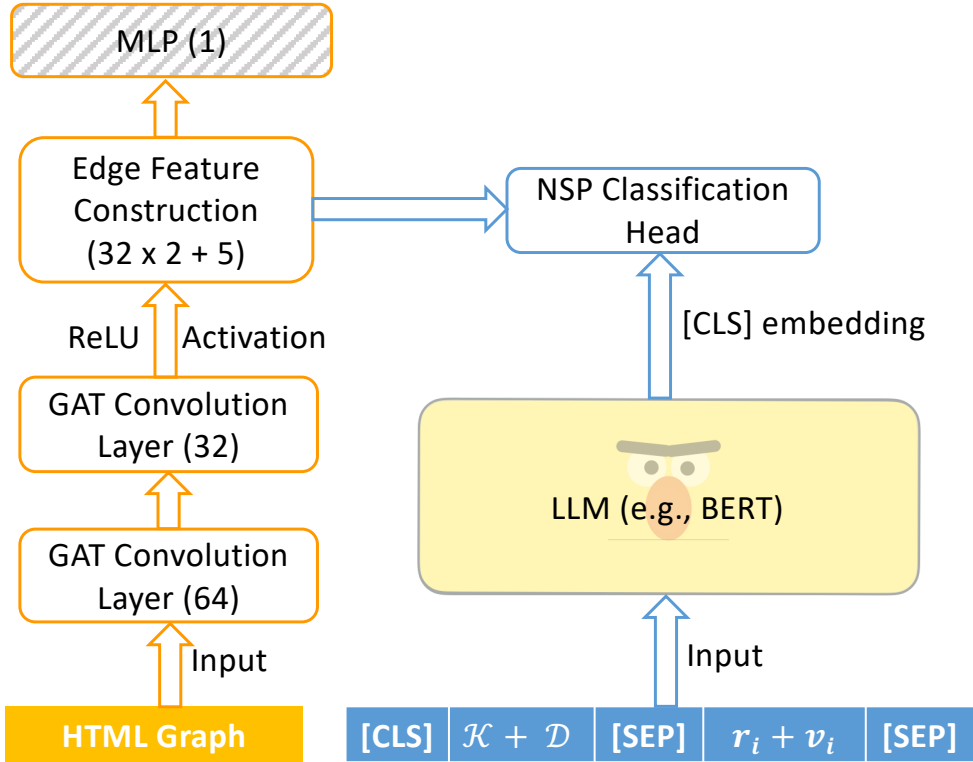 MLP (1)
Edge Feature
Construction
(32 x 2 + 5)
ReLU Activation
GAT Convolution
Layer (32)
GAT Convolution
Layer (64)
Input
HTML Graph
NSP Classification
Head
[CLS] embedding
LLM (e.g., BERT)
Input
[CLS] 𝒦 + 𝒟 [SEP] 𝒓ᵢ + 𝒗ᵢ [SEP]